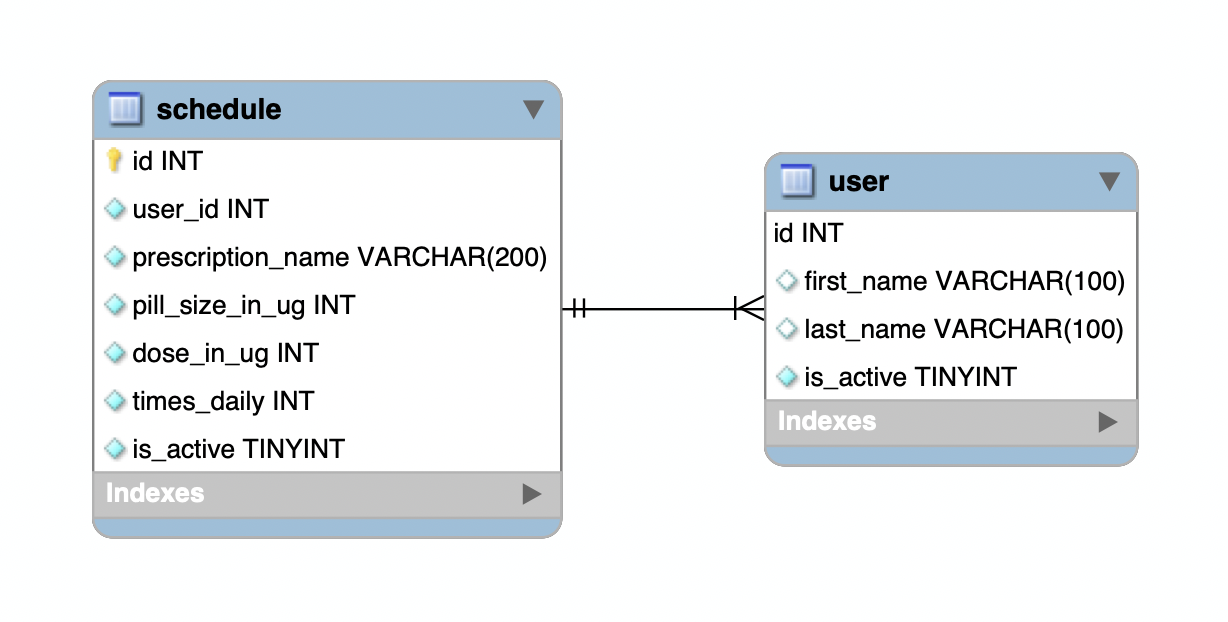 schedule
id INT
user_id INT
prescription_name VARCHAR(200)
pill_size_in_ug INT
dose_in_ug INT
times_daily INT
is_active TINYINT
Indexes
user
id INT
first_name VARCHAR(100)
last_name VARCHAR(100)
is_active TINYINT
Indexes